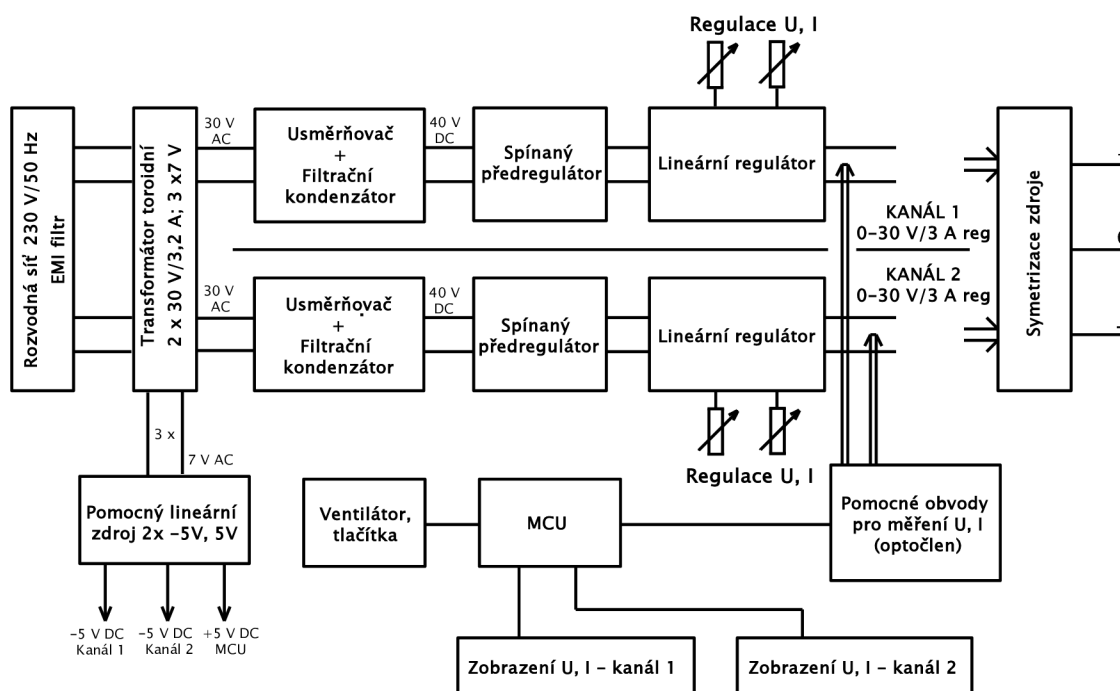 Regulace U, I
Rozvodná síť 230 V/50 Hz
EMI filtr
Transformátor toroidní
2 x 30 V/3,2 A; 3 x7 V
30 V
AC
Usměrňovač
+
Filtrační
kondenzátor
40 V
DC
Spínaný
předregulátor
Lineární regulátor
KANÁL 1
0-30 V/3 A reg
KANÁL 2
0-30 V/3 A reg
Symetrizace zdroje
30 V
AC
Usměrňovač
+
Filtrační
kondenzátor
40 V
DC
Spínaný
předregulátor
Lineární regulátor
Regulace U, I
3 x
7 V AC
Pomocný lineární
zdroj 2x -5V, 5V
-5 V DC
Kanál 1
-5 V DC
Kanál 2
+5 V DC
MCU
Ventilátor,
tlačítka
MCU
Pomocné obvody
pro měření U, I
(optočlen)
Zobrazení U, I - kanál 1
Zobrazení U, I - kanál 2